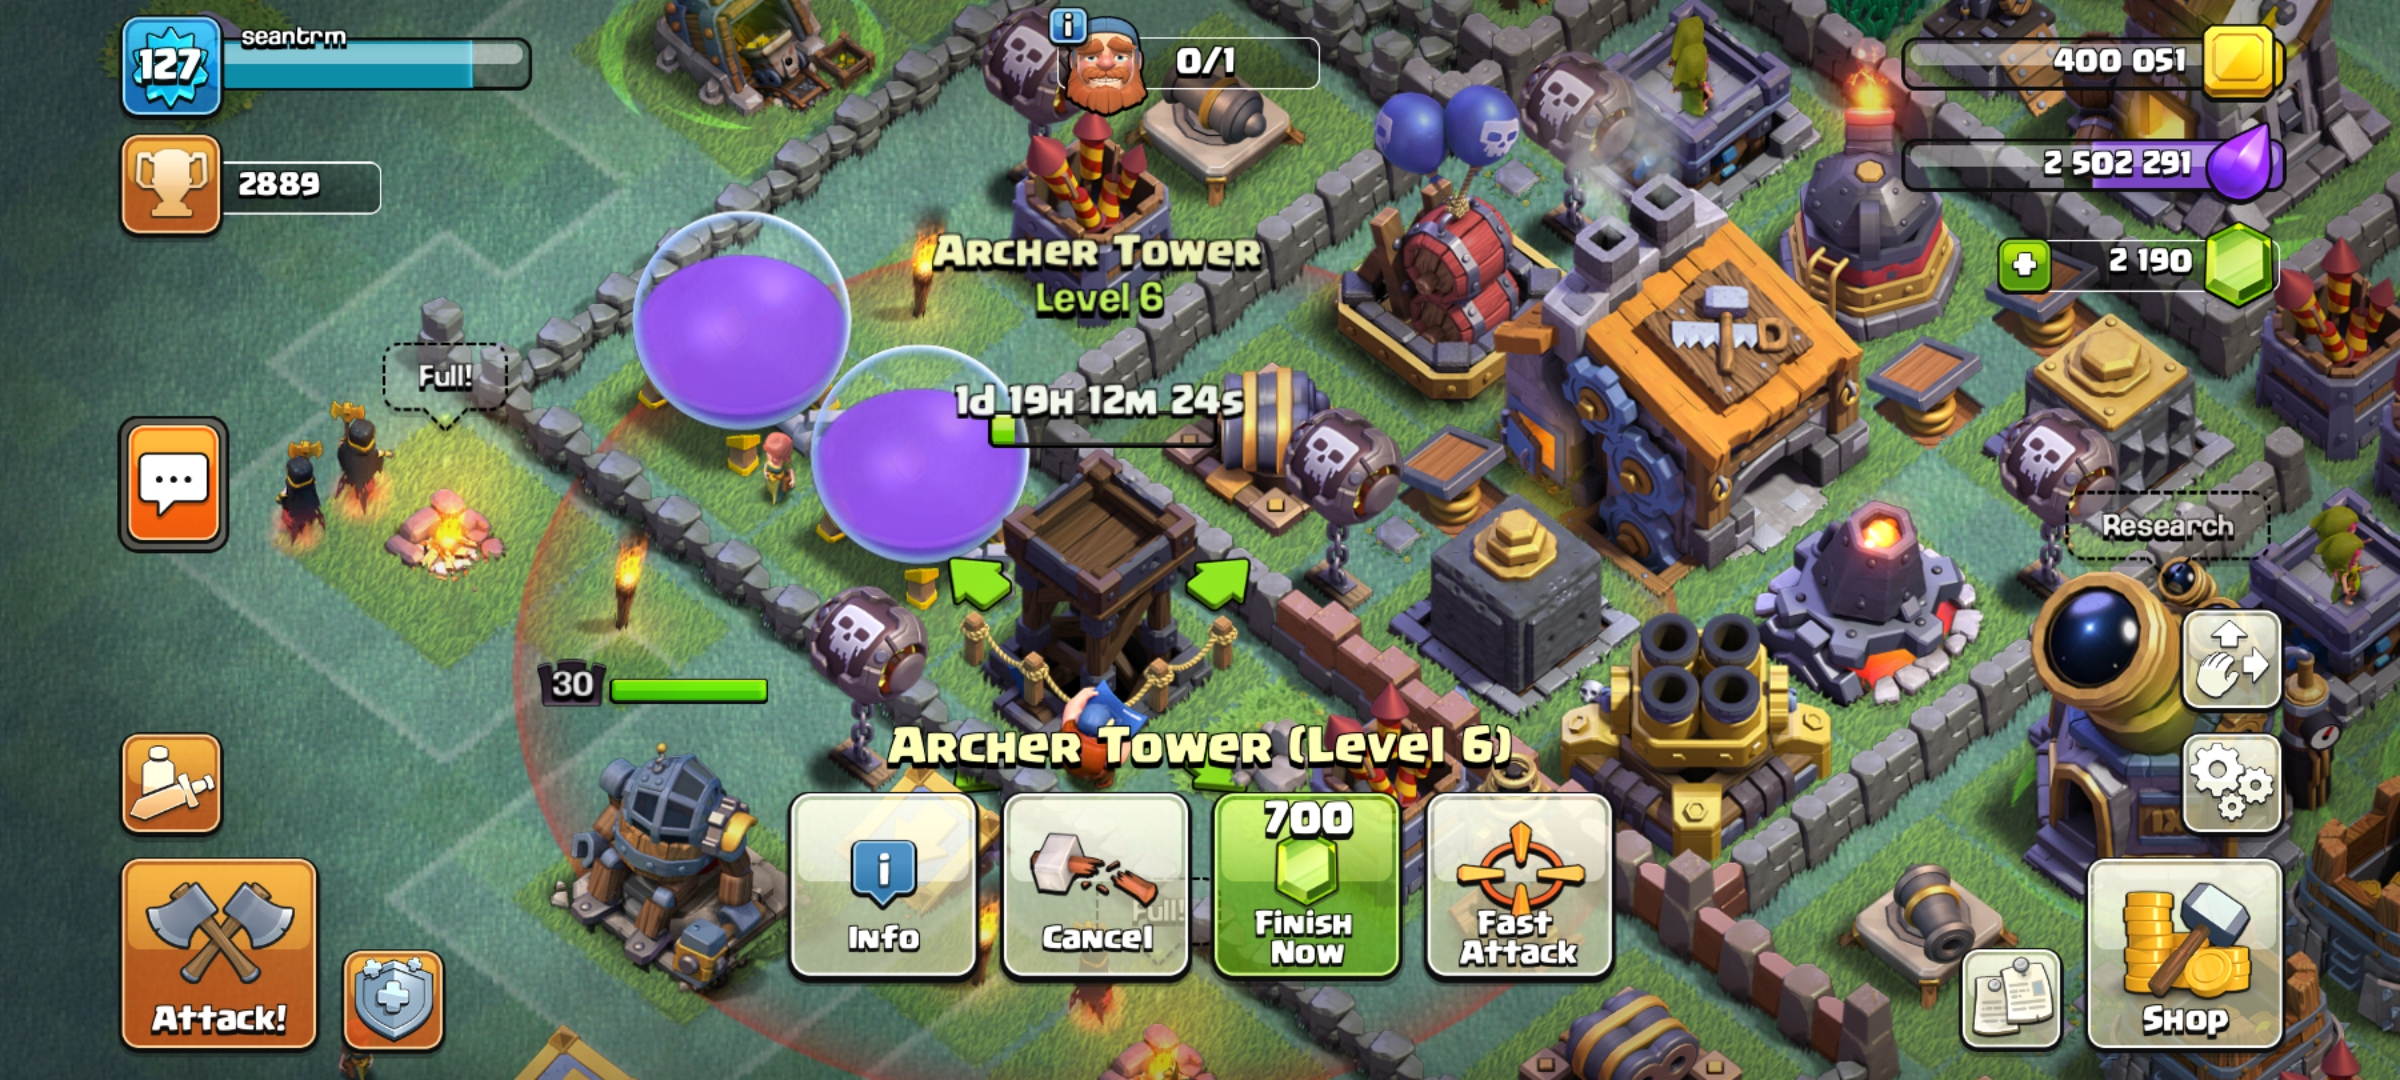 127
seantrm
0/1
400 051
2889
2 502 291
2 190
Archer Tower
Level 6
Full!
1d 19h 12m 24s
Research
30
Archer Tower (Level 6)
700
Info
Cancel
Finish
Now
Fast
Attack
Full!
Attack!
Shop